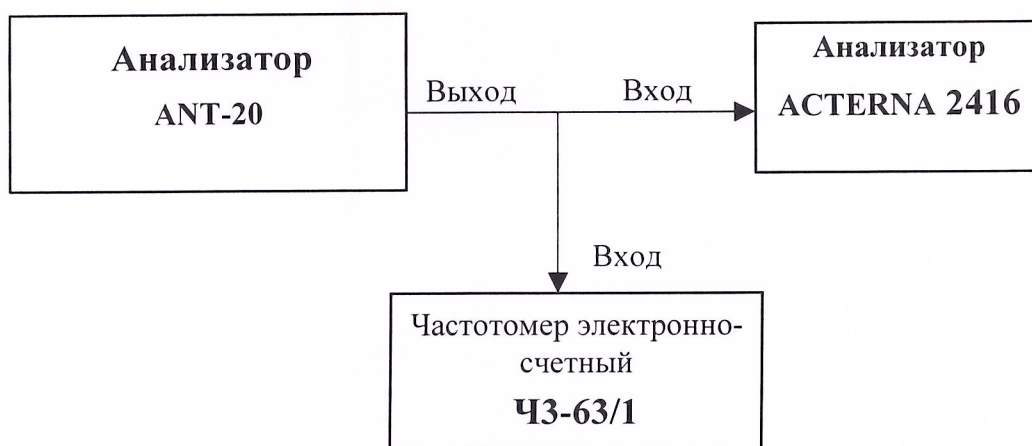 Анализатор
ANT-20
Выход
Вход
Анализатор
ACTERNA 2416
Вход
Частотомер электронно-
счетный
Ч3-63/1